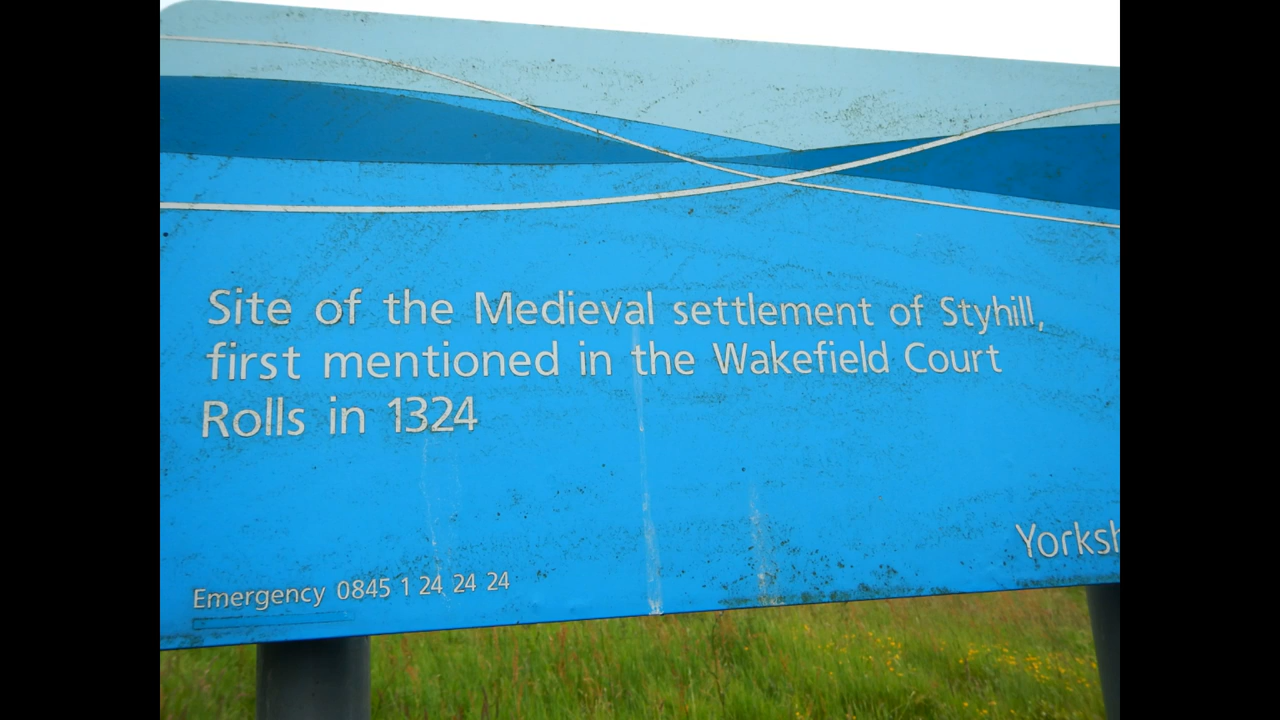 Site of the Medieval settlement of Styhill,
first mentioned in the Wakefield Court
Rolls in 1324
Yorksh
Emergency 0845 1 24 24 24